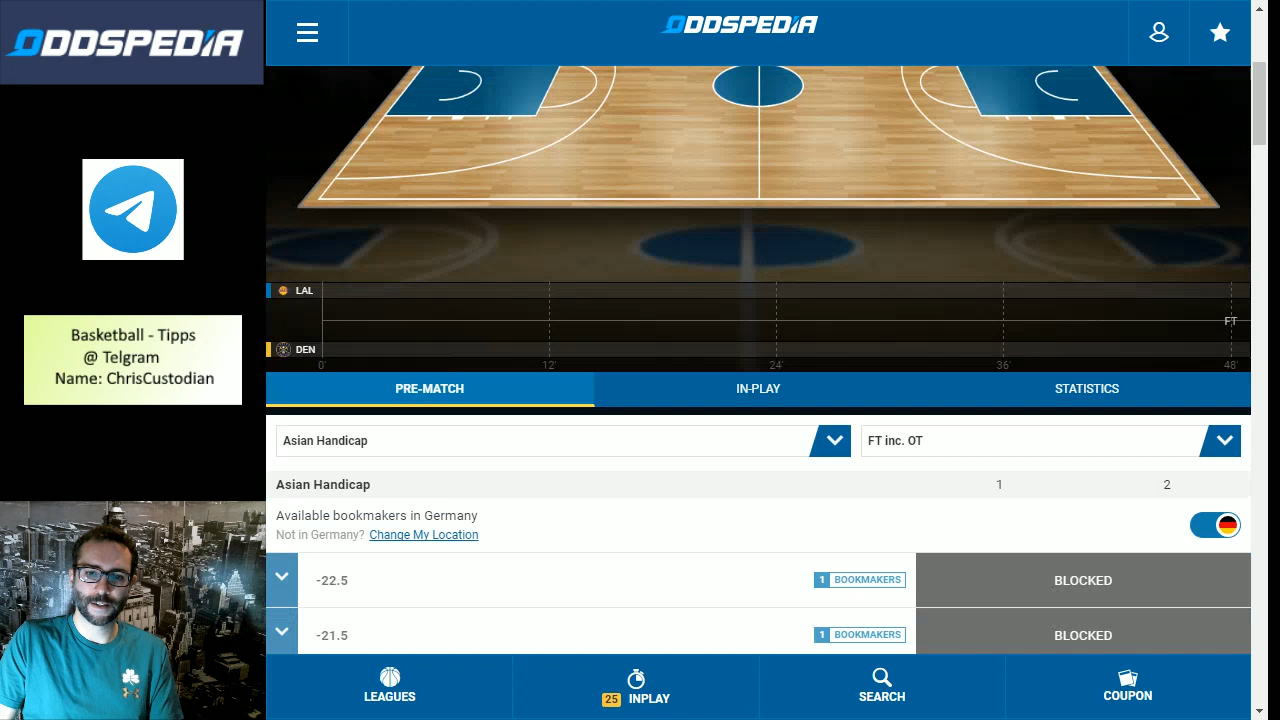 ODDSPEDIA
Basketball - Tipps
@ Telgram
Name: ChrisCustodian
ODDSPEDIA
LAL
FT
DEN
0' 12' 24' 36' 48'
PRE-MATCH IN-PLAY STATISTICS
Asian Handicap FT inc. OT
Asian Handicap 1 2
Available bookmakers in Germany
Not in Germany? Change My Location
-22.5 1 BOOKMAKERS BLOCKED
-21.5 1 BOOKMAKERS BLOCKED
LEAGUES 25 INPLAY SEARCH COUPON